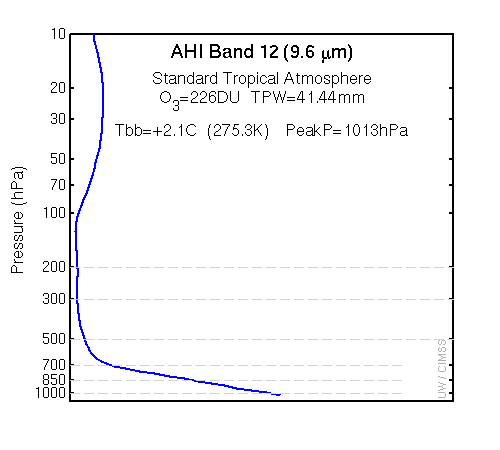 AHI Band 12 (9.6 μm)
Standard Tropical Atmosphere
O3=226DU TPW=41.44mm
Tbb=+2.1C (275.3K) PeakP=1013hPa
Pressure (hPa)
10
20
30
50
70
100
200
300
500
700
850
1000
UW / CIMSS